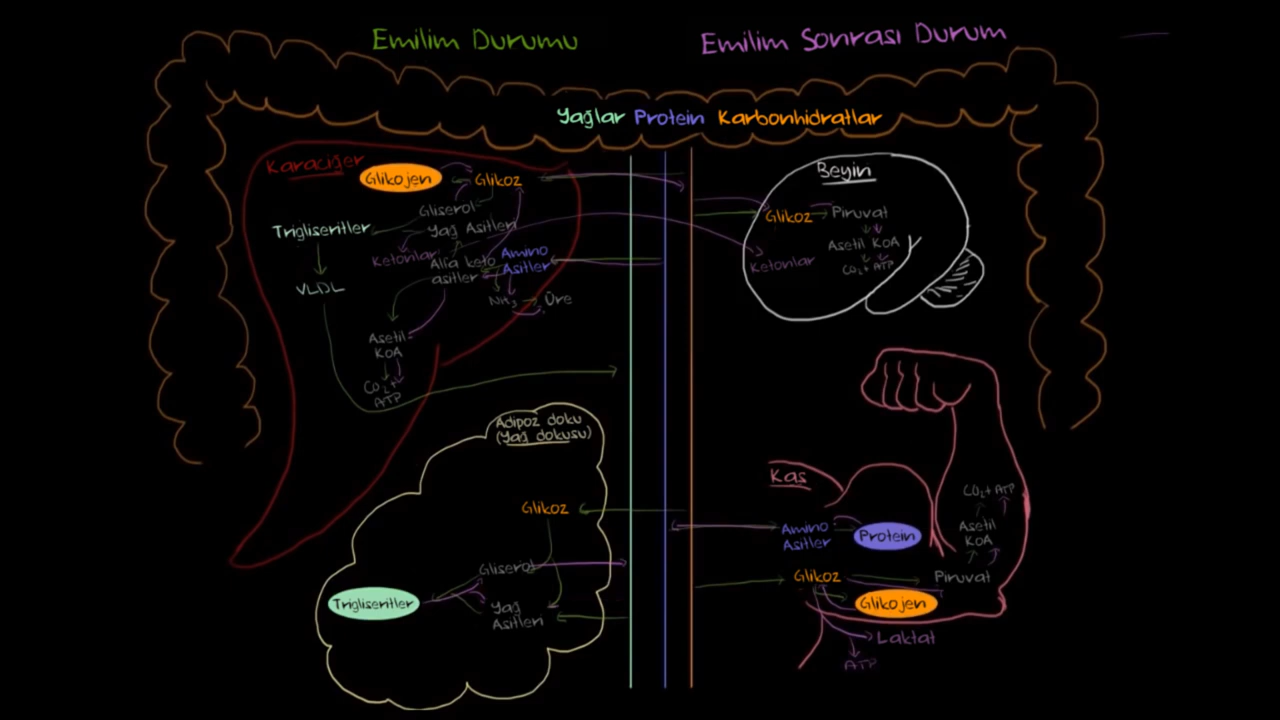 Emilim Durumu
Emilim Sonrası Durum
Yağlar Protein Karbonhidratlar
Karaciğer
Glikojen
Glikoz
Gliserol
Trigliseritler
Yağ Asitleri
Ketonlar
Alfa keto
asitler
Amino
Asitler
VLDL
NH₃
Üre
Asetil
KOA
CO₂+
ATP
Beyin
Glikoz
Piruvat
Asetil KOA
CO₂+ ATP
Ketonlar
Adipoz doku
(Yağ dokusu)
Glikoz
Gliserol
Trigliseritler
Yağ
Asitleri
Kas
CO₂+ ATP
Asetil
KOA
Amino
Asitler
Protein
Glikoz
Piruvat
Glikojen
Laktat
ATP